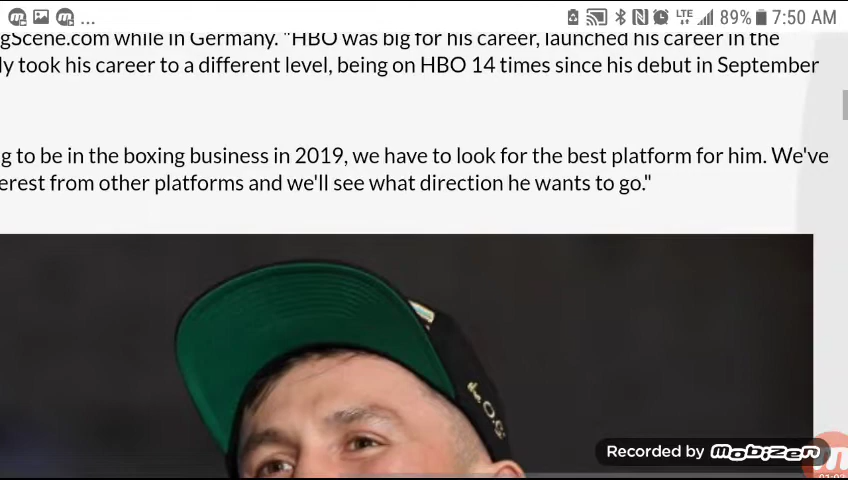 ... LTE 89% 7:50 AM
gScene.com while in Germany. "HBO was big for his career, launched his career in the
ly took his career to a different level, being on HBO 14 times since his debut in September
g to be in the boxing business in 2019, we have to look for the best platform for him. We've
erest from other platforms and we'll see what direction he wants to go."
the O.G.
Recorded by MOBIZEN